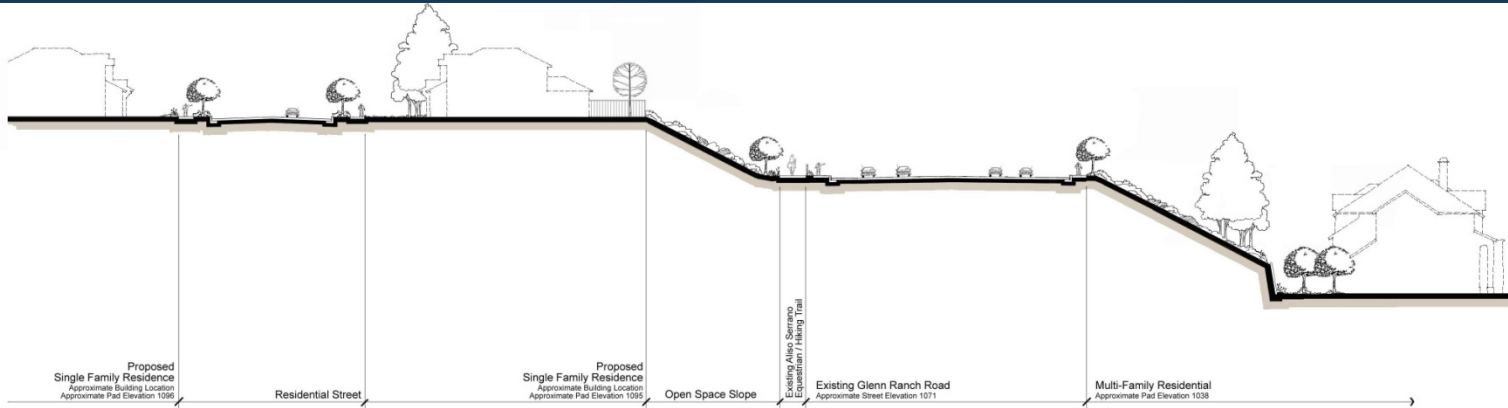 Proposed
Single Family Residence
Approximate Building Location
Approximate Pad Elevation 1096
Residential Street
Proposed
Single Family Residence
Approximate Building Location
Approximate Pad Elevation 1095
Open Space Slope
Existing Aliso Serrano
Equestrian / Hiking Trail
Existing Glenn Ranch Road
Approximate Street Elevation 1071
Multi-Family Residential
Approximate Pad Elevation 1038